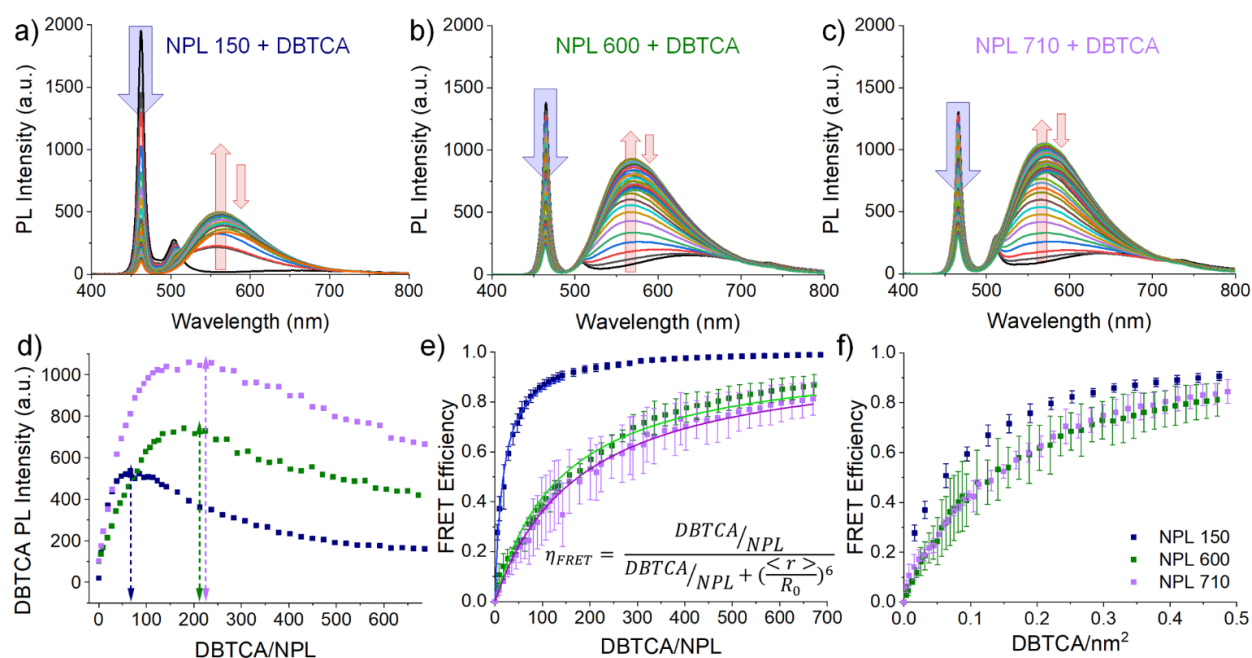 a)
NPL 150 + DBTCA
2000
1500
1000
500
0
PL Intensity (a.u.)
400 500 600 700 800
Wavelength (nm)
b)
NPL 600 + DBTCA
2000
1500
1000
500
0
PL Intensity (a.u.)
400 500 600 700 800
Wavelength (nm)
c)
NPL 710 + DBTCA
2000
1500
1000
500
0
PL Intensity (a.u.)
400 500 600 700 800
Wavelength (nm)
d)
1000
800
600
400
200
0
DBTCA PL Intensity (a.u.)
0 100 200 300 400 500 600
DBTCA/NPL
e)
1.0
0.8
0.6
0.4
0.2
0.0
FRET Efficiency
η_FRET = (DBTCA/NPL) / (DBTCA/NPL + (<r>/R₀)⁶)
0 100 200 300 400 500 600 700
DBTCA/NPL
f)
1.0
0.8
0.6
0.4
0.2
0.0
FRET Efficiency
NPL 150
NPL 600
NPL 710
0.0 0.1 0.2 0.3 0.4 0.5
DBTCA/nm²